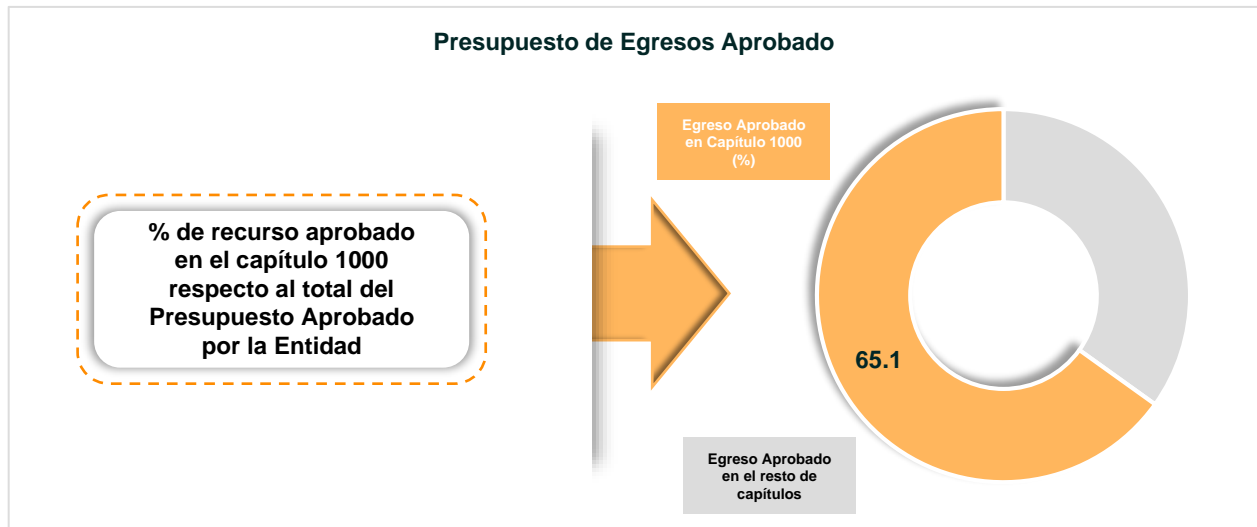 Presupuesto de Egresos Aprobado
Egreso Aprobado
en Capítulo 1000
(%)
% de recurso aprobado
en el capítulo 1000
respecto al total del
Presupuesto Aprobado
por la Entidad
65.1
Egreso Aprobado
en el resto de
capítulos